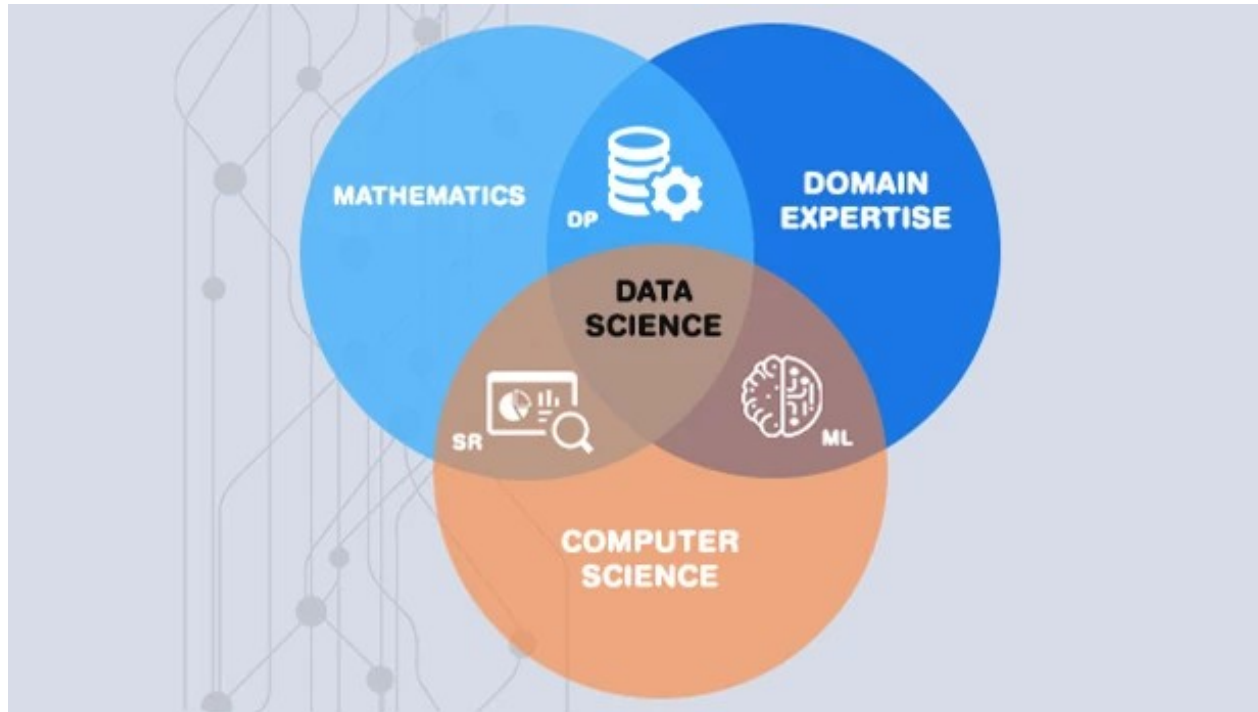 MATHEMATICS
DOMAIN
EXPERTISE
DP
DATA
SCIENCE
SR
ML
COMPUTER
SCIENCE